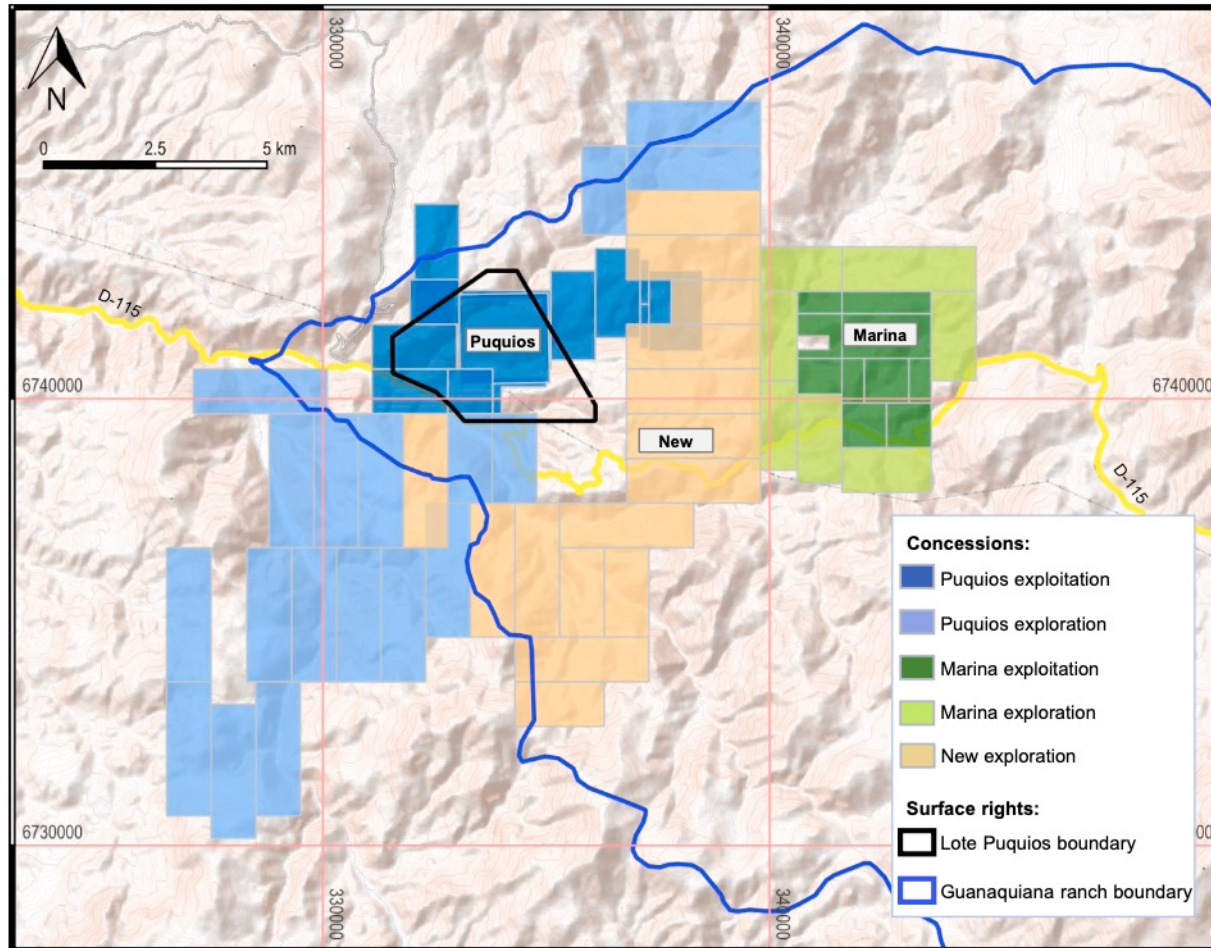 330000
340000
N
0
2.5
5 km
D-115
Puquios
Marina
6740000
6740000
New
D-115
Concessions:
Puquios exploitation
Puquios exploration
Marina exploitation
Marina exploration
New exploration
Surface rights:
Lote Puquios boundary
Guanaquiana ranch boundary
6730000
330000
340000